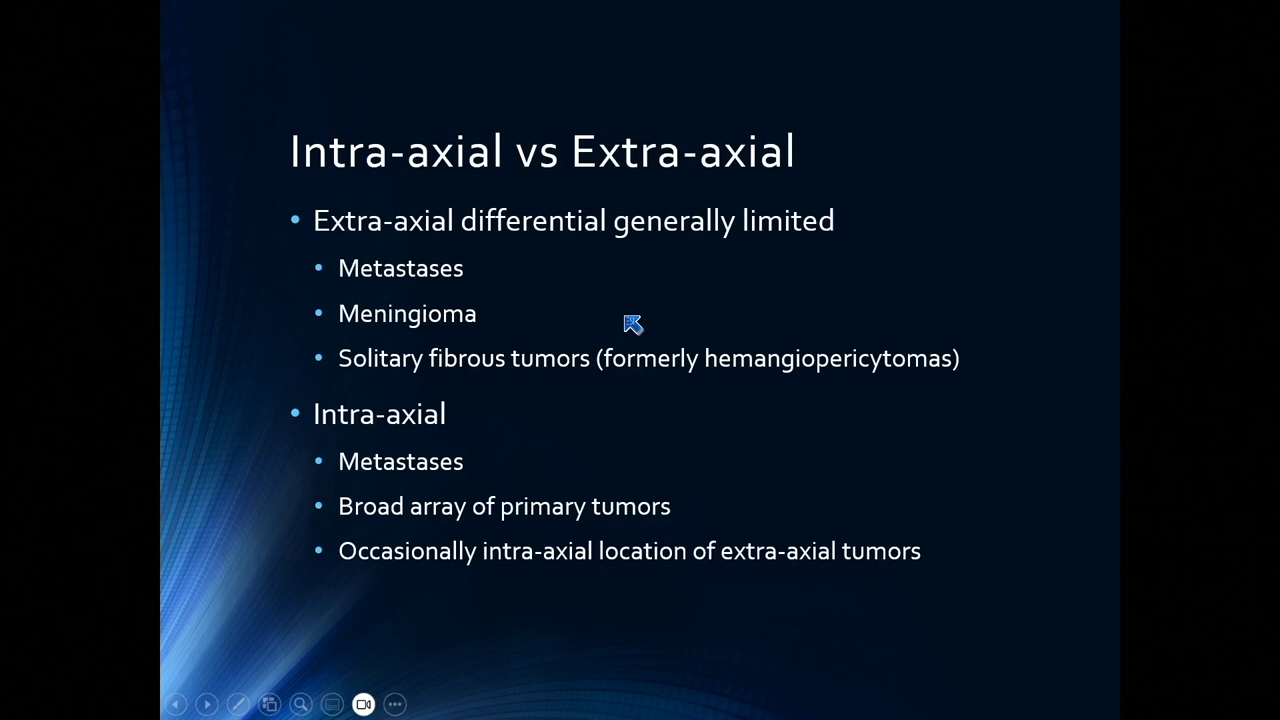 Intra-axial vs Extra-axial
• Extra-axial differential generally limited
• Metastases
• Meningioma
• Solitary fibrous tumors (formerly hemangiopericytomas)
• Intra-axial
• Metastases
• Broad array of primary tumors
• Occasionally intra-axial location of extra-axial tumors